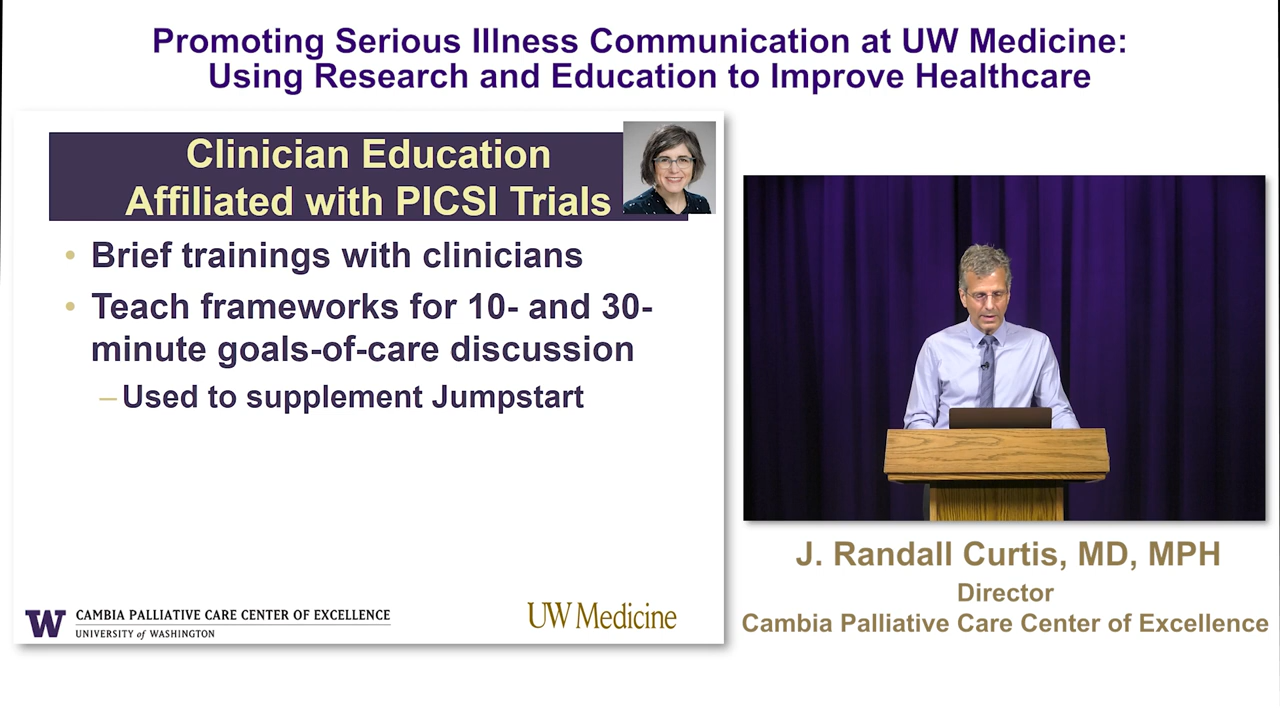 Promoting Serious Illness Communication at UW Medicine:
Using Research and Education to Improve Healthcare
Clinician Education
Affiliated with PICSI Trials
• Brief trainings with clinicians
• Teach frameworks for 10- and 30-
minute goals-of-care discussion
– Used to supplement Jumpstart
W CAMBIA PALLIATIVE CARE CENTER OF EXCELLENCE
UNIVERSITY of WASHINGTON
UW Medicine
J. Randall Curtis, MD, MPH
Director
Cambia Palliative Care Center of Excellence